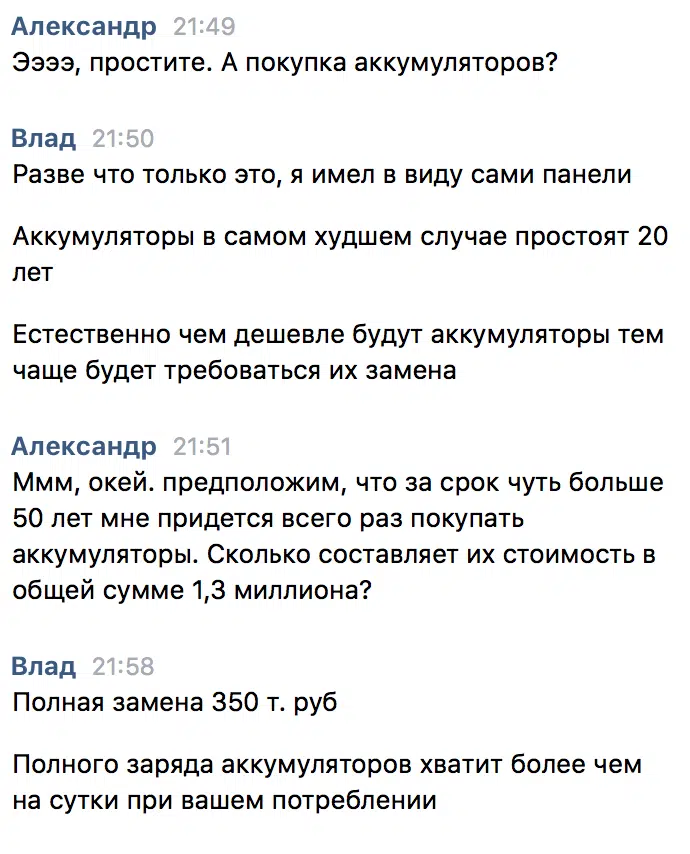 Александр 21:49
Ээээ, простите. А покупка аккумуляторов?
Влад 21:50
Разве что только это, я имел в виду сами панели
Аккумуляторы в самом худшем случае простоят 20
лет
Естественно чем дешевле будут аккумуляторы тем
чаще будет требоваться их замена
Александр 21:51
Ммм, окей. предположим, что за срок чуть больше
50 лет мне придется всего раз покупать
аккумуляторы. Сколько составляет их стоимость в
общей сумме 1,3 миллиона?
Влад 21:58
Полная замена 350 т. руб
Полного заряда аккумуляторов хватит более чем
на сутки при вашем потреблении